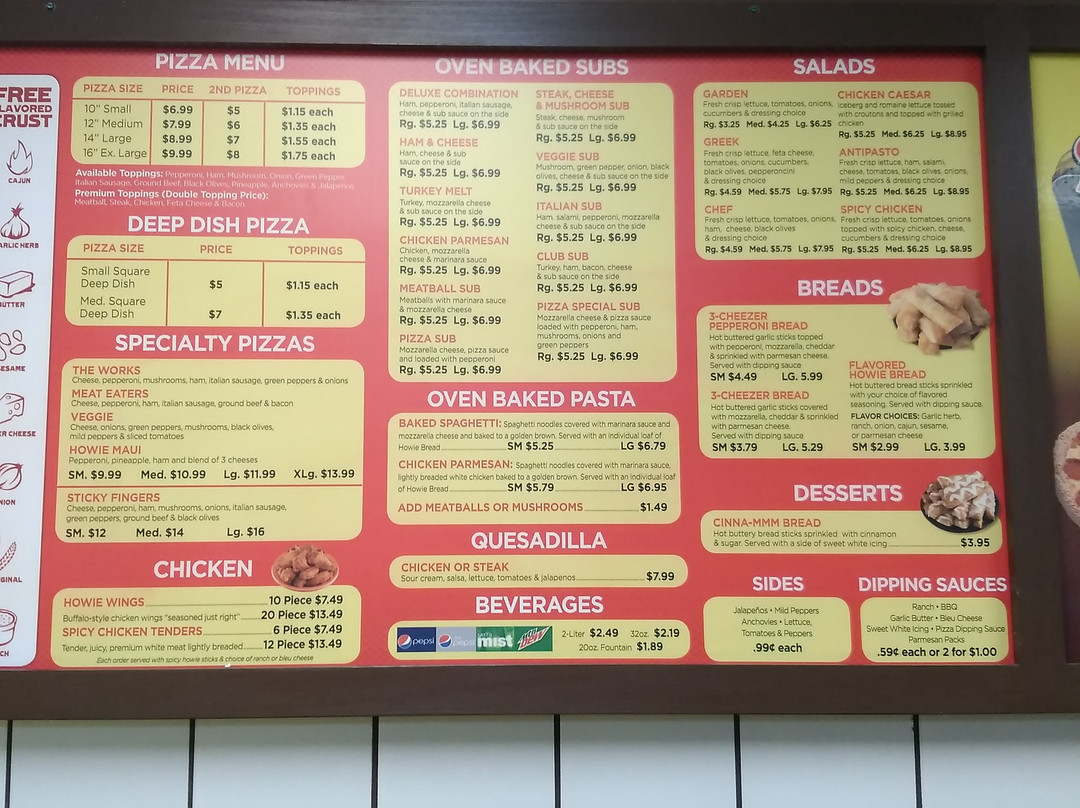 FREE
CRUST
CAJUN
PIZZA MENU
PIZZA SIZE PRICE 2ND PIZZA TOPPINGS
10" Small $6.99 $5 $1.15 each
12" Medium $7.99 $6 $1.35 each
14" Large $8.99 $7 $1.55 each
16" Ex. Large $9.99 $8 $1.75 each
Available Toppings: Pepperoni, Ham, Mushroom, Onion, Green Pepper,
Italian Sausage, Ground Beef, Black Olives, Pineapple, Anchovies & Jalapeños
Premium Toppings (Double Topping Price):
Meatball, Steak, Chicken, Feta Cheese & Bacon
DEEP DISH PIZZA
PIZZA SIZE PRICE TOPPINGS
Small Square
Deep Dish $5 $1.15 each
Med. Square
Deep Dish $7 $1.35 each
SPECIALTY PIZZAS
THE WORKS
Cheese, pepperoni, mushrooms, ham, italian sausage, green peppers & onions
MEAT EATERS
Cheese, pepperoni, ham, italian sausage, ground beef & bacon
VEGGIE
Cheese, onions, green peppers, mushrooms, black olives,
mild peppers & sliced tomatoes
HOWIE MAUI
Pepperoni, pineapple, ham and blend of 3 cheeses
SM. $9.99 Med. $10.99 Lg. $11.99 XLg. $13.99
STICKY FINGERS
Cheese, pepperoni, ham, mushrooms, onions, italian sausage,
green peppers, ground beef & black olives
SM. $12 Med. $14 Lg. $16
CHICKEN
HOWIE WINGS 10 Piece $7.49
Buffalo-style chicken wings "seasoned just right" 20 Piece $13.49
SPICY CHICKEN TENDERS 6 Piece $7.49
Tender, juicy, premium white meat lightly breaded 12 Piece $13.49
Each order served with spicy howie sticks & choice of ranch or bleu cheese
OVEN BAKED SUBS
DELUXE COMBINATION
Ham, pepperoni, italian sausage,
cheese & sub sauce on the side
Rg. $5.25 Lg. $6.99
HAM & CHEESE
Ham, cheese & sub
sauce on the side
Rg. $5.25 Lg. $6.99
TURKEY MELT
Turkey, mozzarella cheese
& sub sauce on the side
Rg. $5.25 Lg. $6.99
CHICKEN PARMESAN
Chicken, mozzarella
cheese & marinara sauce
Rg. $5.25 Lg. $6.99
MEATBALL SUB
Meatballs with marinara sauce
& mozzarella cheese
Rg. $5.25 Lg. $6.99
PIZZA SUB
Mozzarella cheese, pizza sauce
and loaded with pepperoni
Rg. $5.25 Lg. $6.99
STEAK, CHEESE
& MUSHROOM SUB
Steak, cheese, mushroom
& sub sauce on the side
Rg. $5.25 Lg. $6.99
VEGGIE SUB
Mushroom, green pepper, onion, black
olives, cheese & sub sauce on the side
Rg. $5.25 Lg. $6.99
ITALIAN SUB
Ham, salami, pepperoni, mozzarella
cheese & sub sauce on the side
Rg. $5.25 Lg. $6.99
CLUB SUB
Turkey, ham, bacon, cheese
& sub sauce on the side
Rg. $5.25 Lg. $6.99
PIZZA SPECIAL SUB
Mozzarella cheese & pizza sauce
loaded with pepperoni, ham,
mushrooms, onions and
green peppers
Rg. $5.25 Lg. $6.99
OVEN BAKED PASTA
BAKED SPAGHETTI: Spaghetti noodles covered with marinara sauce and
mozzarella cheese and baked to a golden brown. Served with an individual loaf of
Howie Bread SM $5.25 LG $6.79
CHICKEN PARMESAN: Spaghetti noodles covered with marinara sauce,
lightly breaded white chicken baked to a golden brown. Served with an individual loaf
of Howie Bread SM $5.79 LG $6.95
ADD MEATBALLS OR MUSHROOMS $1.49
QUESADILLA
CHICKEN OR STEAK
Sour cream, salsa, lettuce, tomatoes & jalapenos $7.99
BEVERAGES
pepsi pepsi mist Mtn DEW
2-Liter $2.49 32oz. $2.19
20oz. Fountain $1.89
SALADS
GARDEN
Fresh crisp lettuce, tomatoes, onions,
cucumbers & dressing choice
Rg. $3.25 Med. $4.25 Lg. $6.25
GREEK
Fresh crisp lettuce, feta cheese,
tomatoes, onions, cucumbers,
black olives, pepperoncini
& dressing choice
Rg. $4.59 Med. $5.75 Lg. $7.95
CHEF
Fresh crisp lettuce, tomatoes, onions,
ham, cheese, black olives
& dressing choice
Rg. $4.59 Med. $5.75 Lg. $7.95
CHICKEN CAESAR
Iceberg and romaine lettuce tossed
with croutons and topped with grilled
chicken
Rg. $5.25 Med. $6.25 Lg. $8.95
ANTIPASTO
Fresh crisp lettuce, ham, salami,
cheese, tomatoes, black olives, onions,
mild peppers & dressing choice
Rg. $5.25 Med. $6.25 Lg. $8.95
SPICY CHICKEN
Fresh crisp lettuce, tomatoes, onions
topped with spicy chicken, cheese,
cucumbers & dressing choice
Rg. $5.25 Med. $6.25 Lg. $8.95
BREADS
3-CHEEZER
PEPPERONI BREAD
Hot buttered garlic sticks topped
with pepperoni, mozzarella, cheddar
& sprinkled with parmesan cheese.
Served with dipping sauce
SM $4.49 LG. 5.99
3-CHEEZER BREAD
Hot buttered garlic sticks covered
with mozzarella, cheddar & sprinkled
with parmesan cheese.
Served with dipping sauce
SM $3.79 LG. 5.29
FLAVORED
HOWIE BREAD
Hot buttered bread sticks sprinkled
with your choice of flavored
seasoning. Served with dipping sauce.
FLAVOR CHOICES: Garlic herb,
ranch, onion, cajun, sesame,
or parmesan cheese
SM $2.99 LG. 3.99
DESSERTS
CINNA-MMM BREAD
Hot buttery bread sticks sprinkled with cinnamon
& sugar. Served with a side of sweet white icing $3.95
SIDES
Jalapeños • Mild Peppers
Anchovies • Lettuce,
Tomatoes & Peppers
.99¢ each
DIPPING SAUCES
Ranch • BBQ
Garlic Butter • Bleu Cheese
Sweet White Icing • Pizza Dipping Sauce
Parmesan Packs
.59¢ each or 2 for $1.00